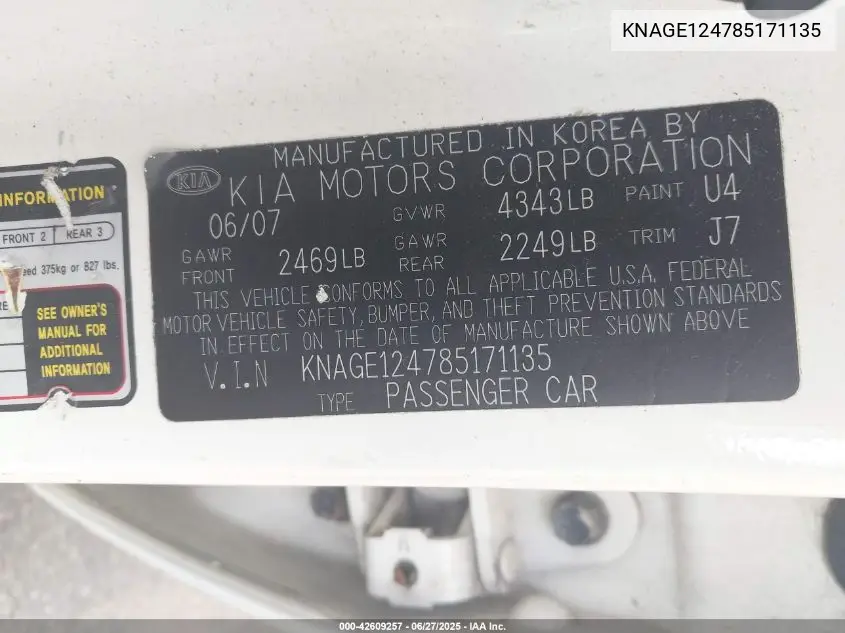 KNAGE124785171135
MANUFACTURED IN KOREA BY
KIA KIA MOTORS CORPORATION
06/07 GVWR 4343LB PAINT U4
GAWR FRONT 2469LB GAWR REAR 2249LB TRIM J7
THIS VEHICLE CONFORMS TO ALL APPLICABLE U.S.A. FEDERAL
MOTOR VEHICLE SAFETY, BUMPER, AND THEFT PREVENTION STANDARDS
IN EFFECT ON THE DATE OF MANUFACTURE SHOWN ABOVE
V.I.N KNAGE124785171135
TYPE PASSENGER CAR
INFORMATION
FRONT 2 REAR 3
eed 375kg or 827 lbs.
SEE OWNER'S
MANUAL FOR
ADDITIONAL
INFORMATION
000-42609257 - 06/27/2025 - IAA Inc.